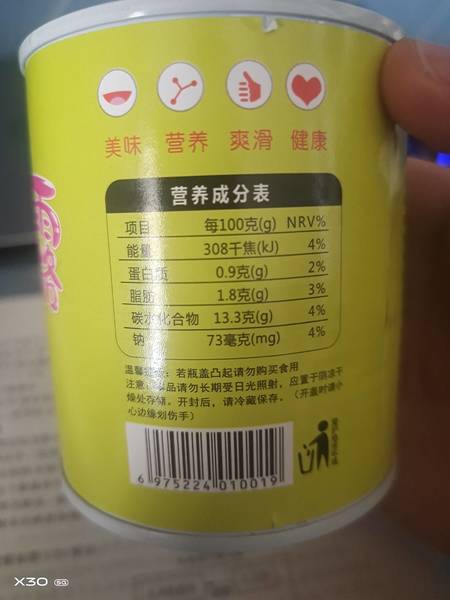 美味 营养 爽滑 健康
营养成分表
项目 每100克(g) NRV%
能量 308千焦(kJ) 4%
蛋白质 0.9克(g) 2%
脂肪 1.8克(g) 3%
碳水化合物 13.3克(g) 4%
钠 73毫克(mg) 4%
温馨提示：若瓶盖凸起请勿购买食用
注意：本品请勿长期受日光照射，应置于阴凉干
燥处存储。开封后，请冷藏保存。（开盖时请小
心边缘划伤手）
6 975224 010019
X30 5G